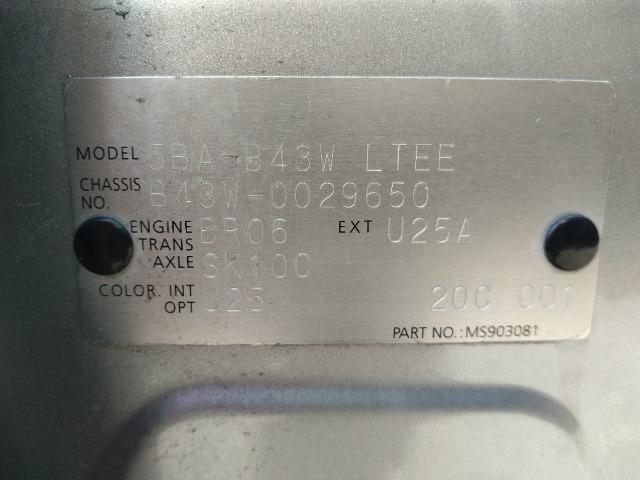 MODEL 5BA-B43W LTEE
CHASSIS NO. B43W-0029650
ENGINE BR06 EXT U25A
TRANS AXLE SK10C
COLOR. INT U25 20C 001
OPT
PART NO.: MS903081